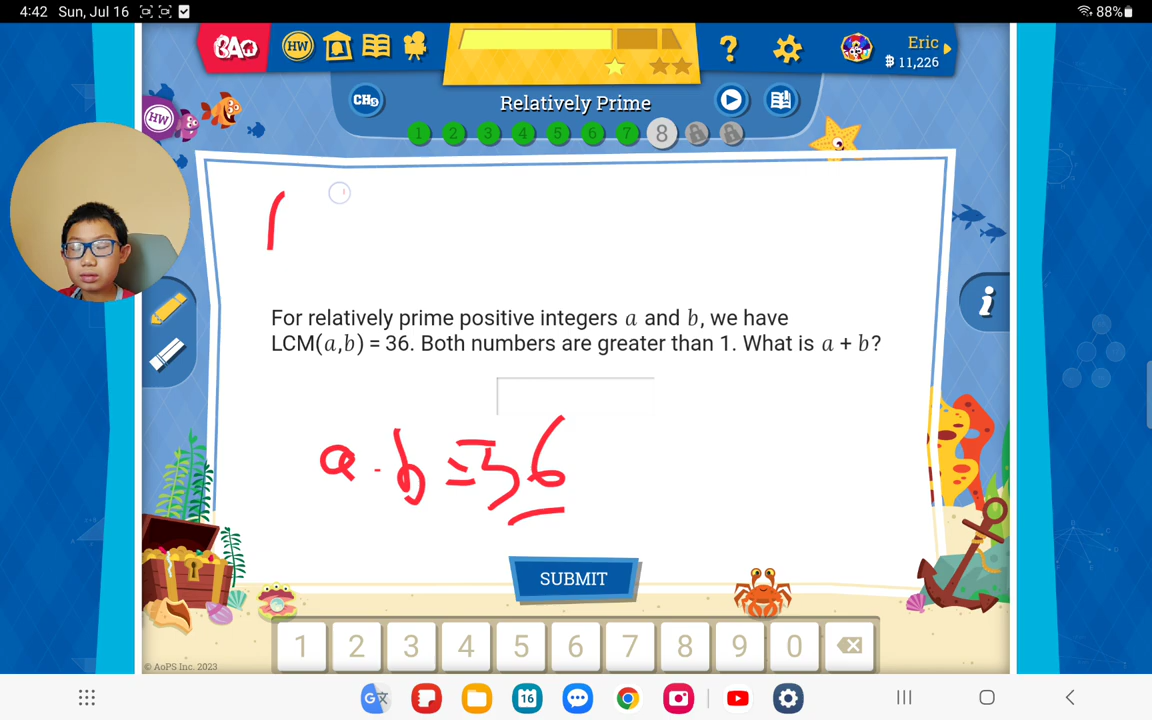 4:42 Sun, Jul 16
88%
BA
HW
?
Eric
฿ 11,226
CH5
Relatively Prime
1 2 3 4 5 6 7 8
HW
For relatively prime positive integers a and b, we have
LCM(a,b) = 36. Both numbers are greater than 1. What is a + b?
a · b = 36
i
SUBMIT
1 2 3 4 5 6 7 8 9 0
© AoPS Inc. 2023
G
16